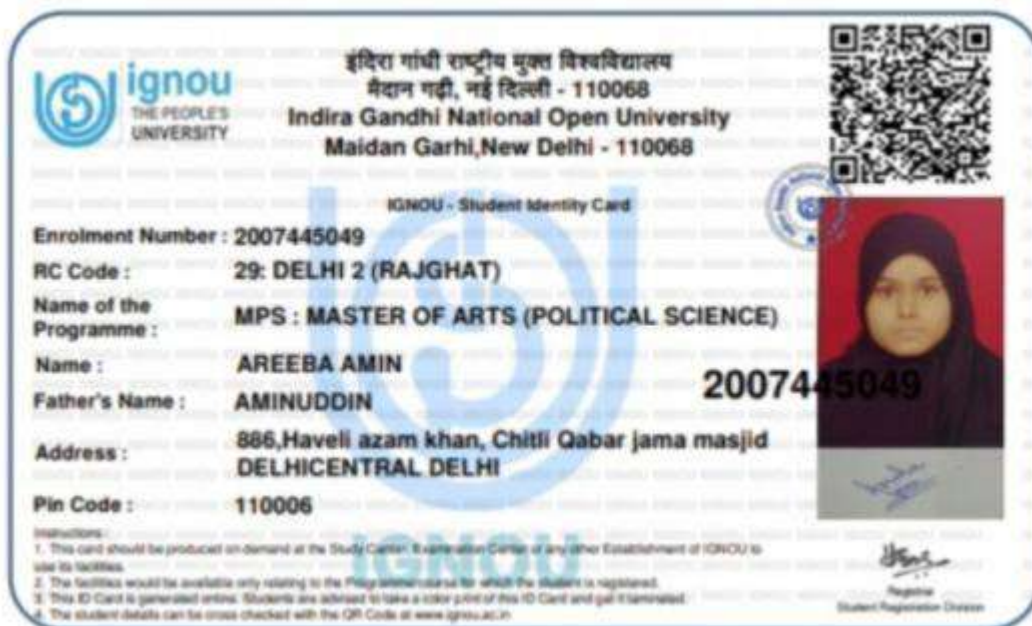 ignou
THE PEOPLE'S
UNIVERSITY
इंदिरा गांधी राष्ट्रीय मुक्त विश्वविद्यालय
मैदान गढ़ी, नई दिल्ली - 110068
Indira Gandhi National Open University
Maidan Garhi,New Delhi - 110068
IGNOU - Student Identity Card
Enrolment Number : 2007445049
RC Code : 29: DELHI 2 (RAJGHAT)
Name of the
Programme : MPS : MASTER OF ARTS (POLITICAL SCIENCE)
Name : AREEBA AMIN
2007445049
Father's Name : AMINUDDIN
Address : 886,Haveli azam khan, Chitli Qabar jama masjid
DELHICENTRAL DELHI
Pin Code : 110006
IGNOU
Instructions :
1. This card should be produced on demand at the Study Center, Examination Center or any other Establishment of IGNOU to
use its facilities.
2. The facilities would be available only relating to the Programme/course for which the student is registered.
3. This ID Card is generated online. Students are advised to take a color print of this ID Card and get it laminated.
4. The student details can be cross checked with the QR Code at www.ignou.ac.in
Registrar
Student Registration Division